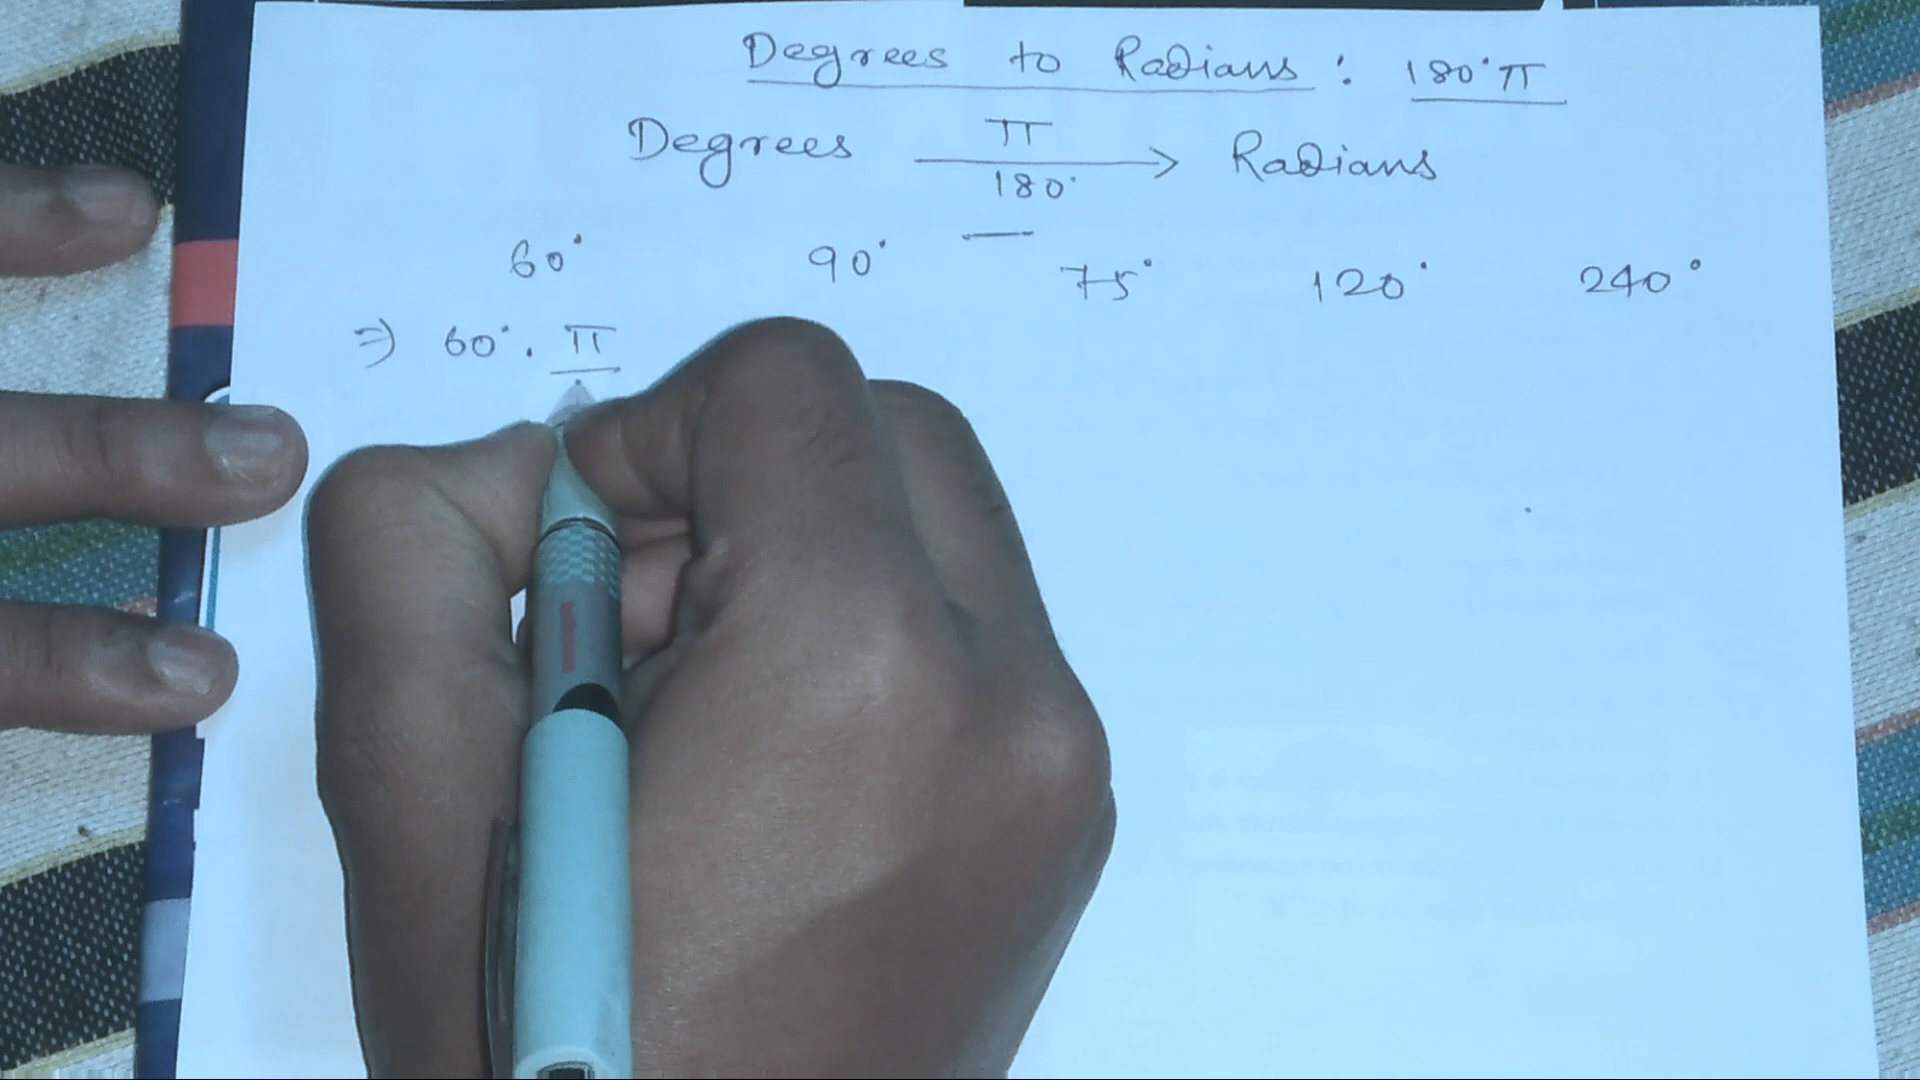 Degrees to Radians : 180° π
Degrees π/180° → Radians
60° 90° 75° 120° 240°
⇒ 60° . π